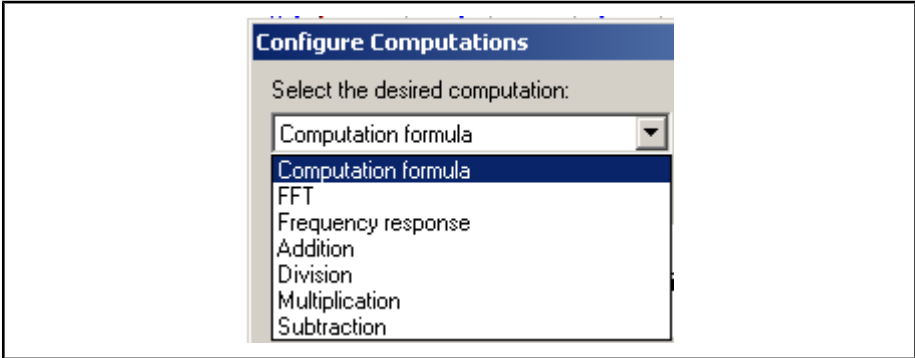 Configure Computations
Select the desired computation:
Computation formula
Computation formula
FFT
Frequency response
Addition
Division
Multiplication
Subtraction